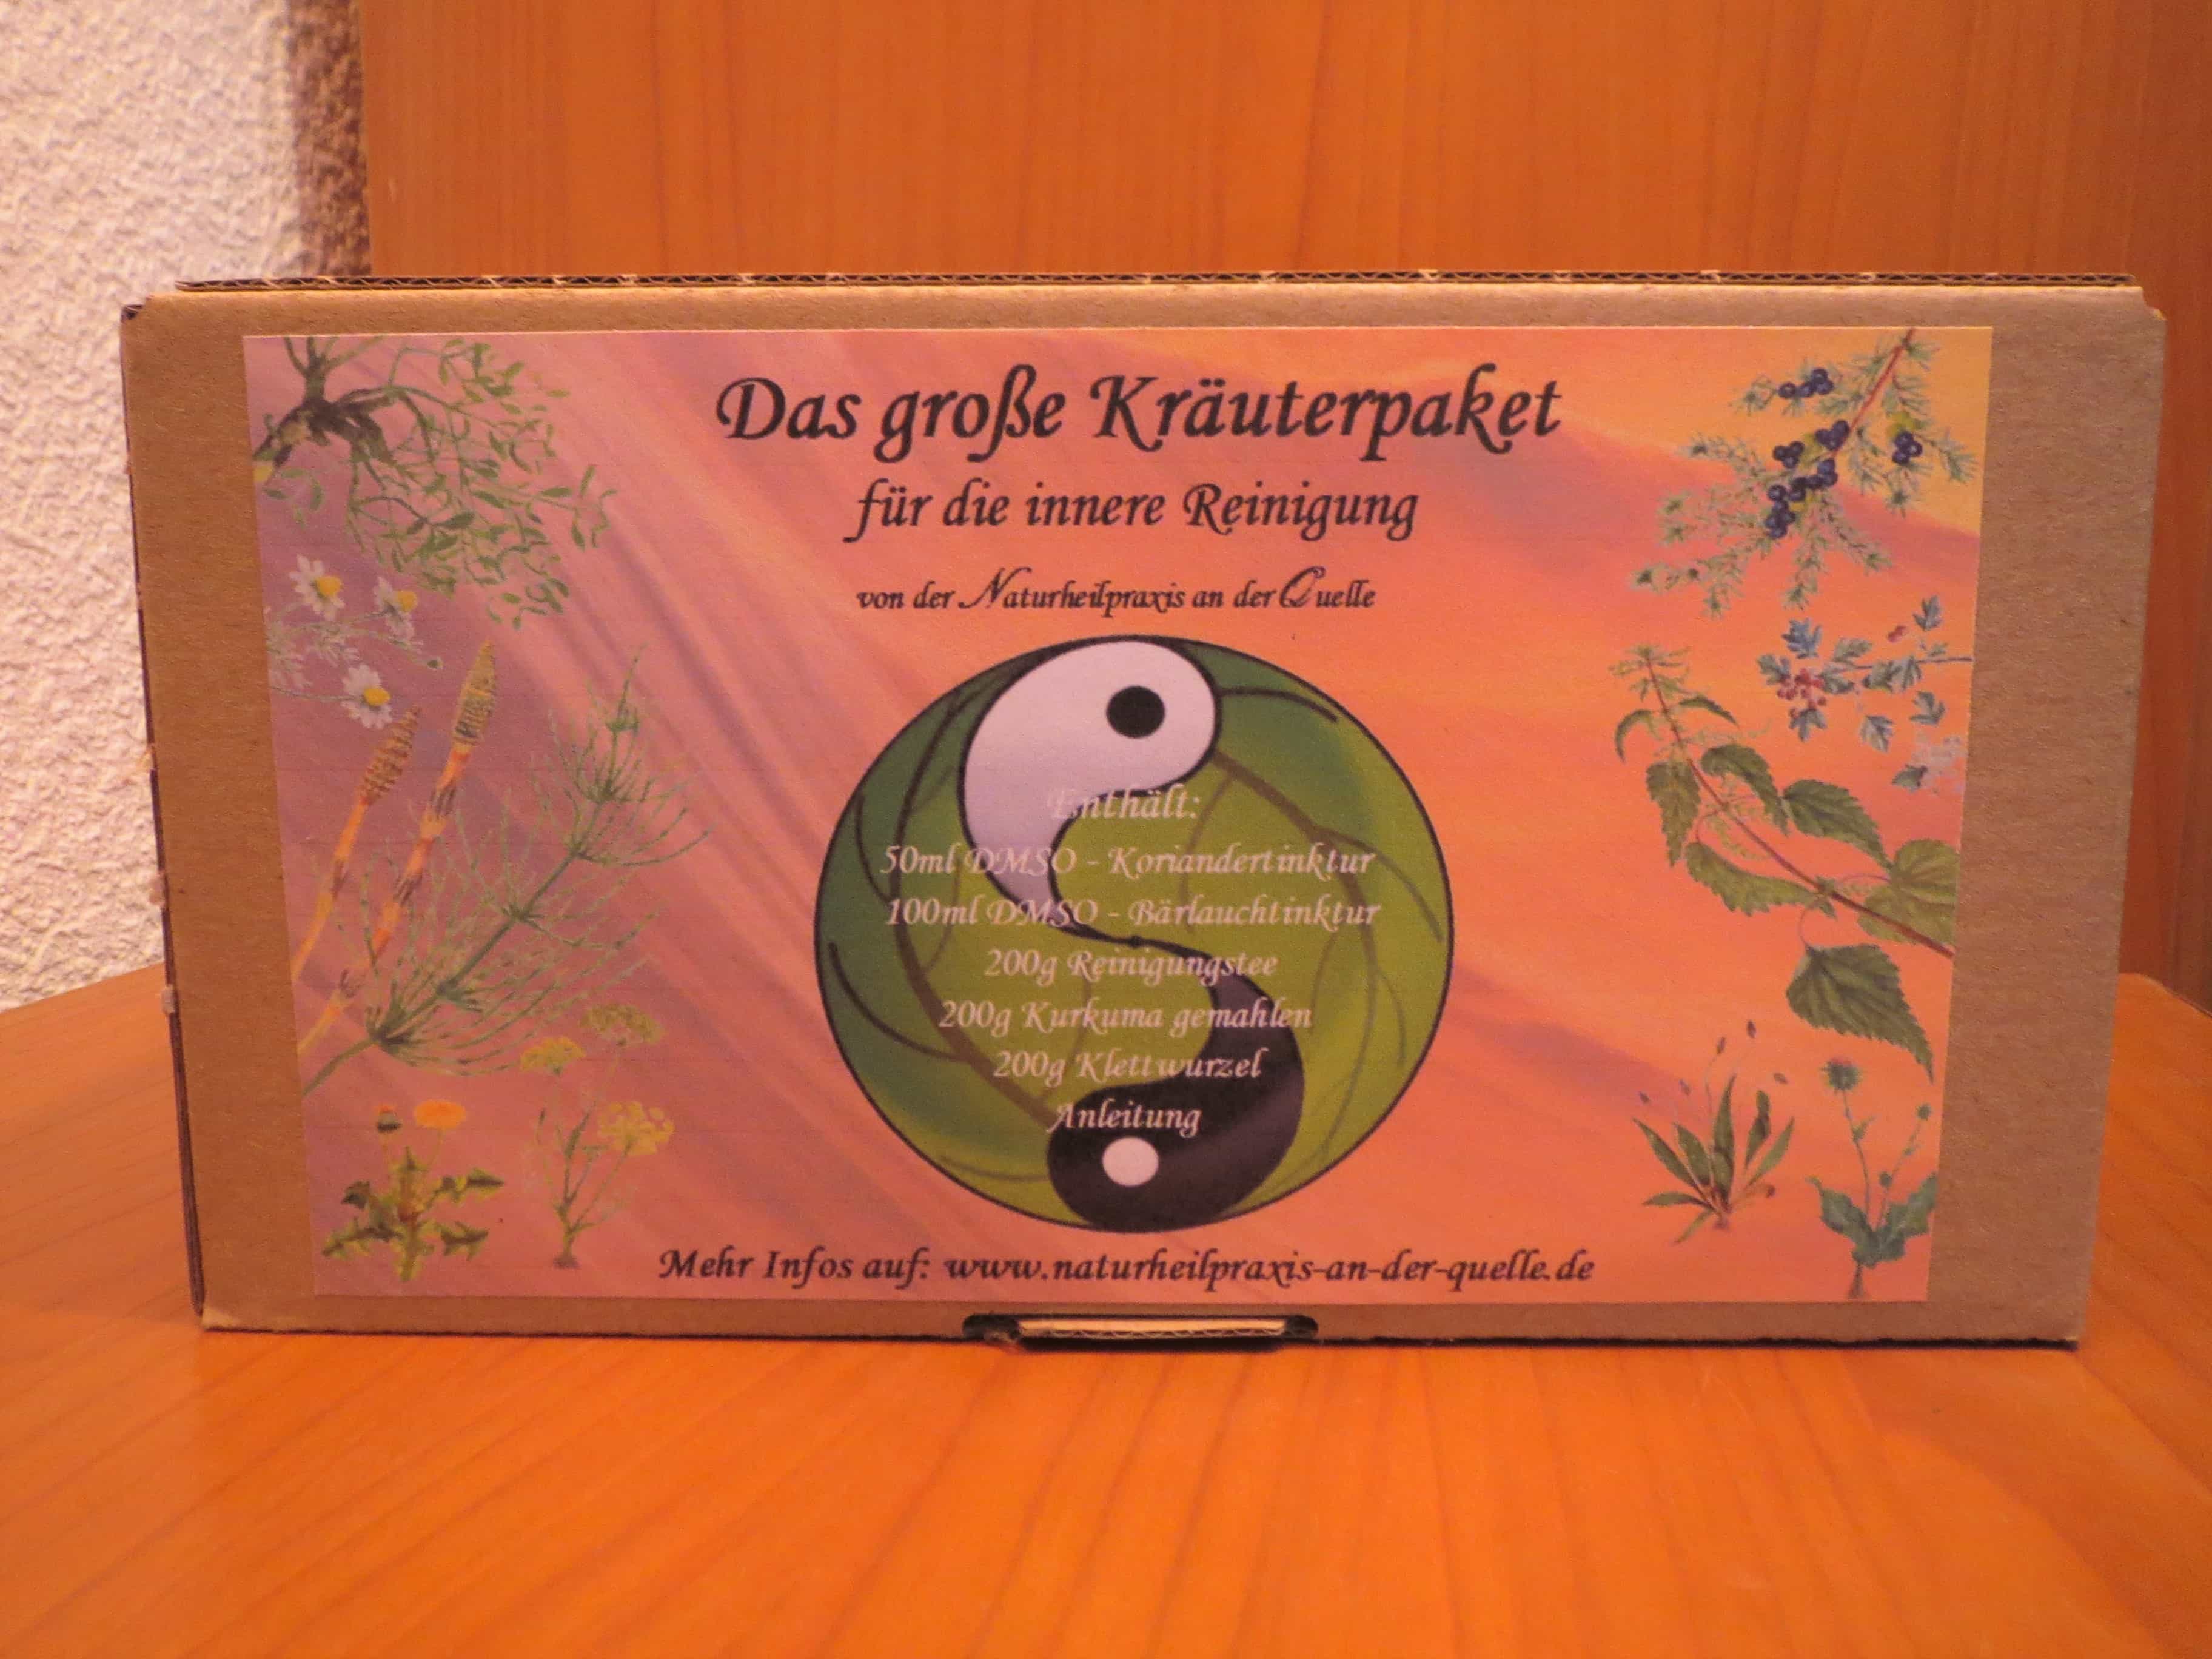 Das große Kräuterpaket
für die innere Reinigung
von der Naturheilpraxis an der Quelle
Enthält:
50ml DMSO - Koriandertinktur
100ml DMSO - Bärlauchtinktur
200g Reinigungstee
200g Kurkuma gemahlen
200g Klettwurzel
Anleitung
Mehr Infos auf: www.naturheilpraxis-an-der-quelle.de